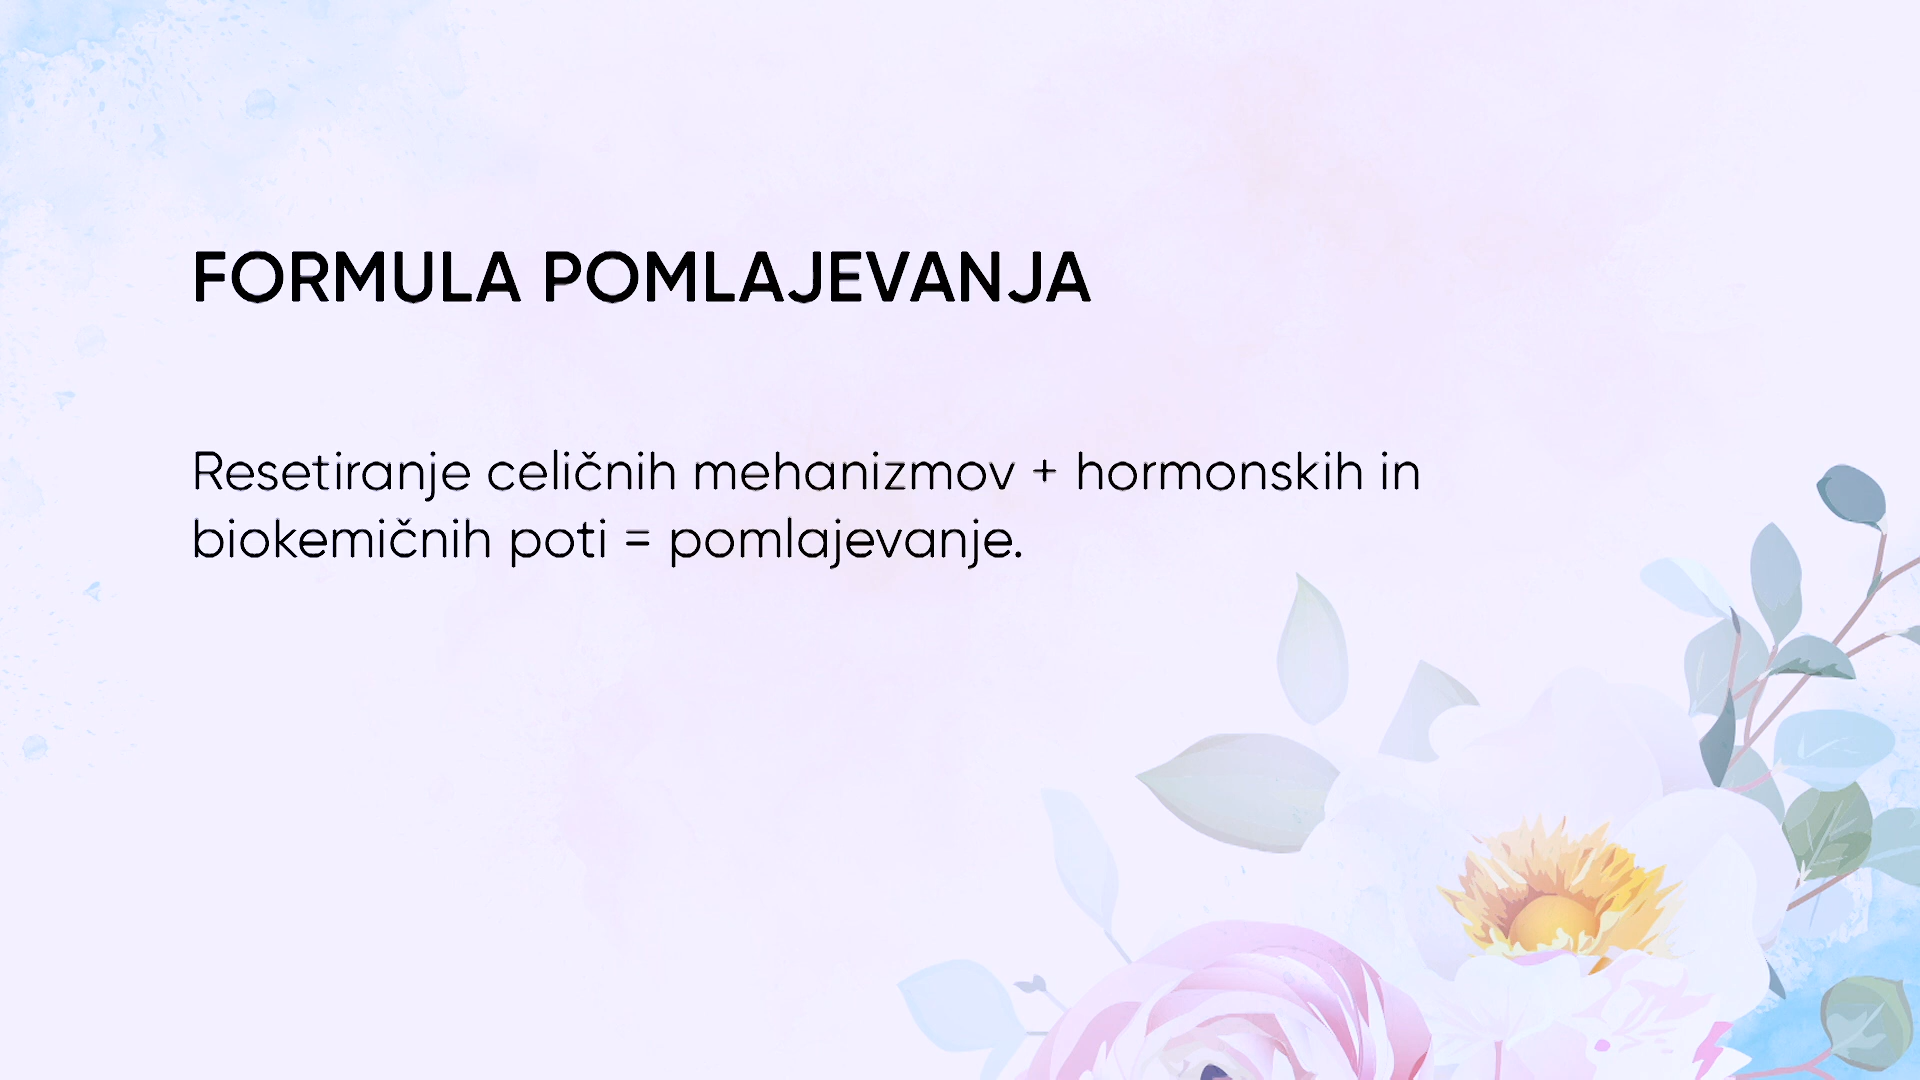 FORMULA POMLAJEVANJA
Resetiranje celičnih mehanizmov + hormonskih in
biokemičnih poti = pomlajevanje.